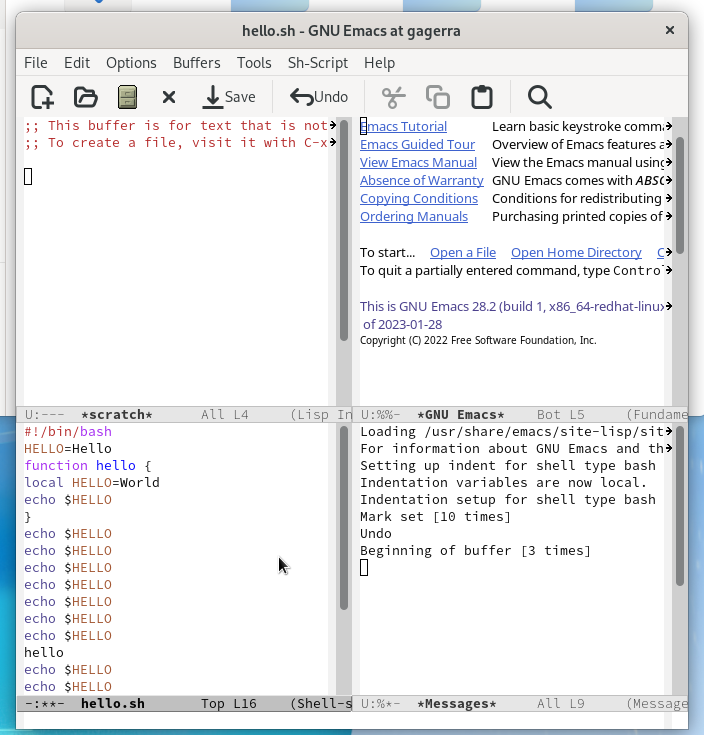 hello.sh - GNU Emacs at gagerra
File Edit Options Buffers Tools Sh-Script Help
Save Undo
;; This buffer is for text that is not
;; To create a file, visit it with C-x
U:--- *scratch* All L4 (Lisp In
Emacs Tutorial Learn basic keystroke comma
Emacs Guided Tour Overview of Emacs features a
View Emacs Manual View the Emacs manual using
Absence of Warranty GNU Emacs comes with ABSO
Copying Conditions Conditions for redistributing
Ordering Manuals Purchasing printed copies of
To start... Open a File Open Home Directory
To quit a partially entered command, type Contro
This is GNU Emacs 28.2 (build 1, x86_64-redhat-linux
of 2023-01-28
Copyright (C) 2022 Free Software Foundation, Inc.
U:%%- *GNU Emacs* Bot L5 (Fundame
#!/bin/bash
HELLO=Hello
function hello {
local HELLO=World
echo $HELLO
}
echo $HELLO
echo $HELLO
echo $HELLO
echo $HELLO
echo $HELLO
echo $HELLO
echo $HELLO
hello
echo $HELLO
echo $HELLO
-:**- hello.sh Top L16 (Shell-s
Loading /usr/share/emacs/site-lisp/sit
For information about GNU Emacs and th
Setting up indent for shell type bash
Indentation variables are now local.
Indentation setup for shell type bash
Mark set [10 times]
Undo
Beginning of buffer [3 times]
U:%*- *Messages* All L9 (Message